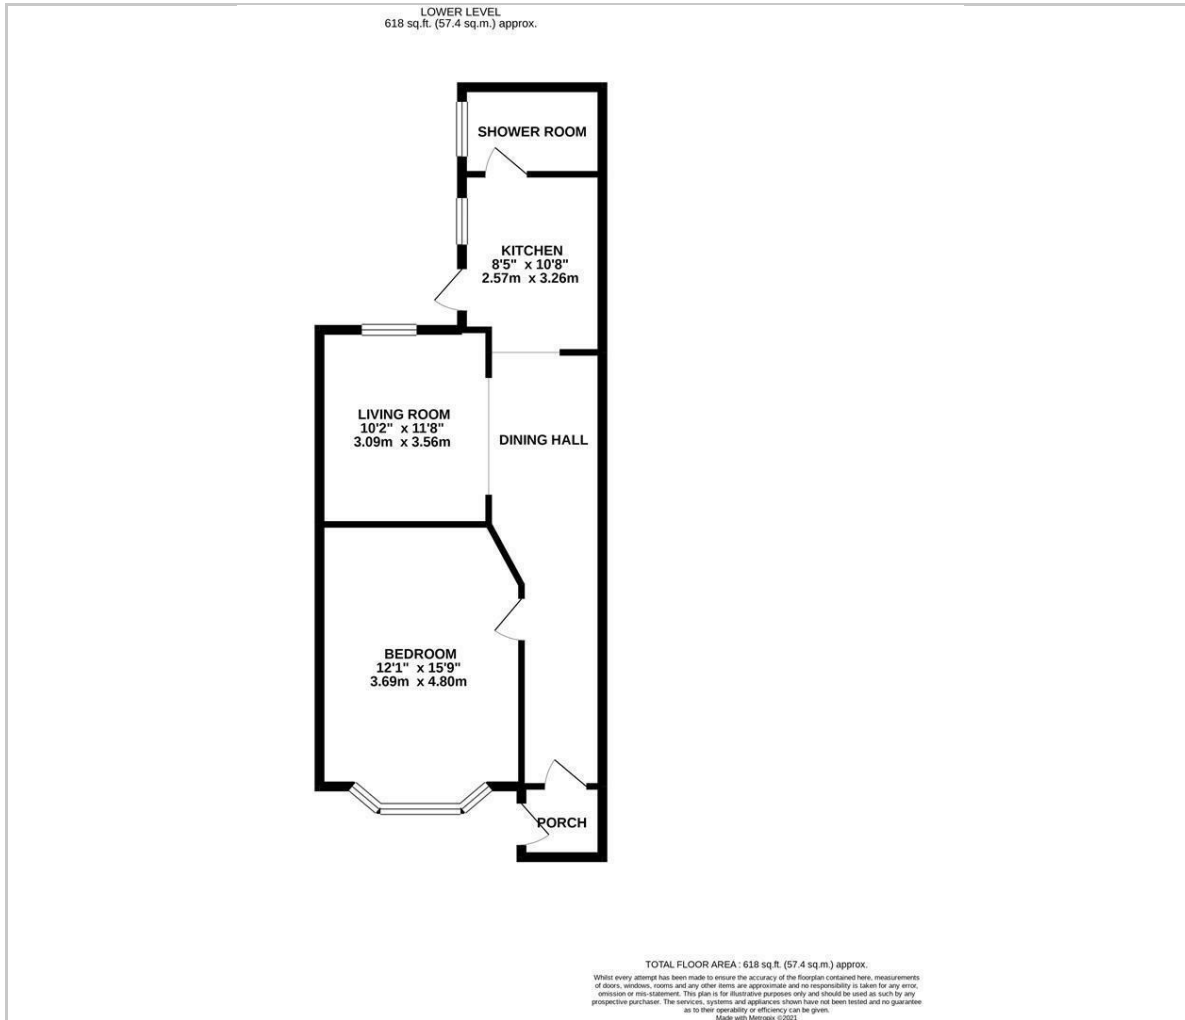 LOWER LEVEL
618 sq.ft. (57.4 sq.m.) approx.
SHOWER ROOM
KITCHEN
8'5" x 10'8"
2.57m x 3.26m
LIVING ROOM
10'2" x 11'8"
3.09m x 3.56m
DINING HALL
BEDROOM
12'1" x 15'9"
3.69m x 4.80m
PORCH
TOTAL FLOOR AREA : 618 sq.ft. (57.4 sq.m.) approx.
Whilst every attempt has been made to ensure the accuracy of the floorplan contained here, measurements
of doors, windows, rooms and any other items are approximate and no responsibility is taken for any error,
omission or mis-statement. This plan is for illustrative purposes only and should be used as such by any
prospective purchaser. The services, systems and appliances shown have not been tested and no guarantee
as to their operability or efficiency can be given.
Made with Metropix ©2021